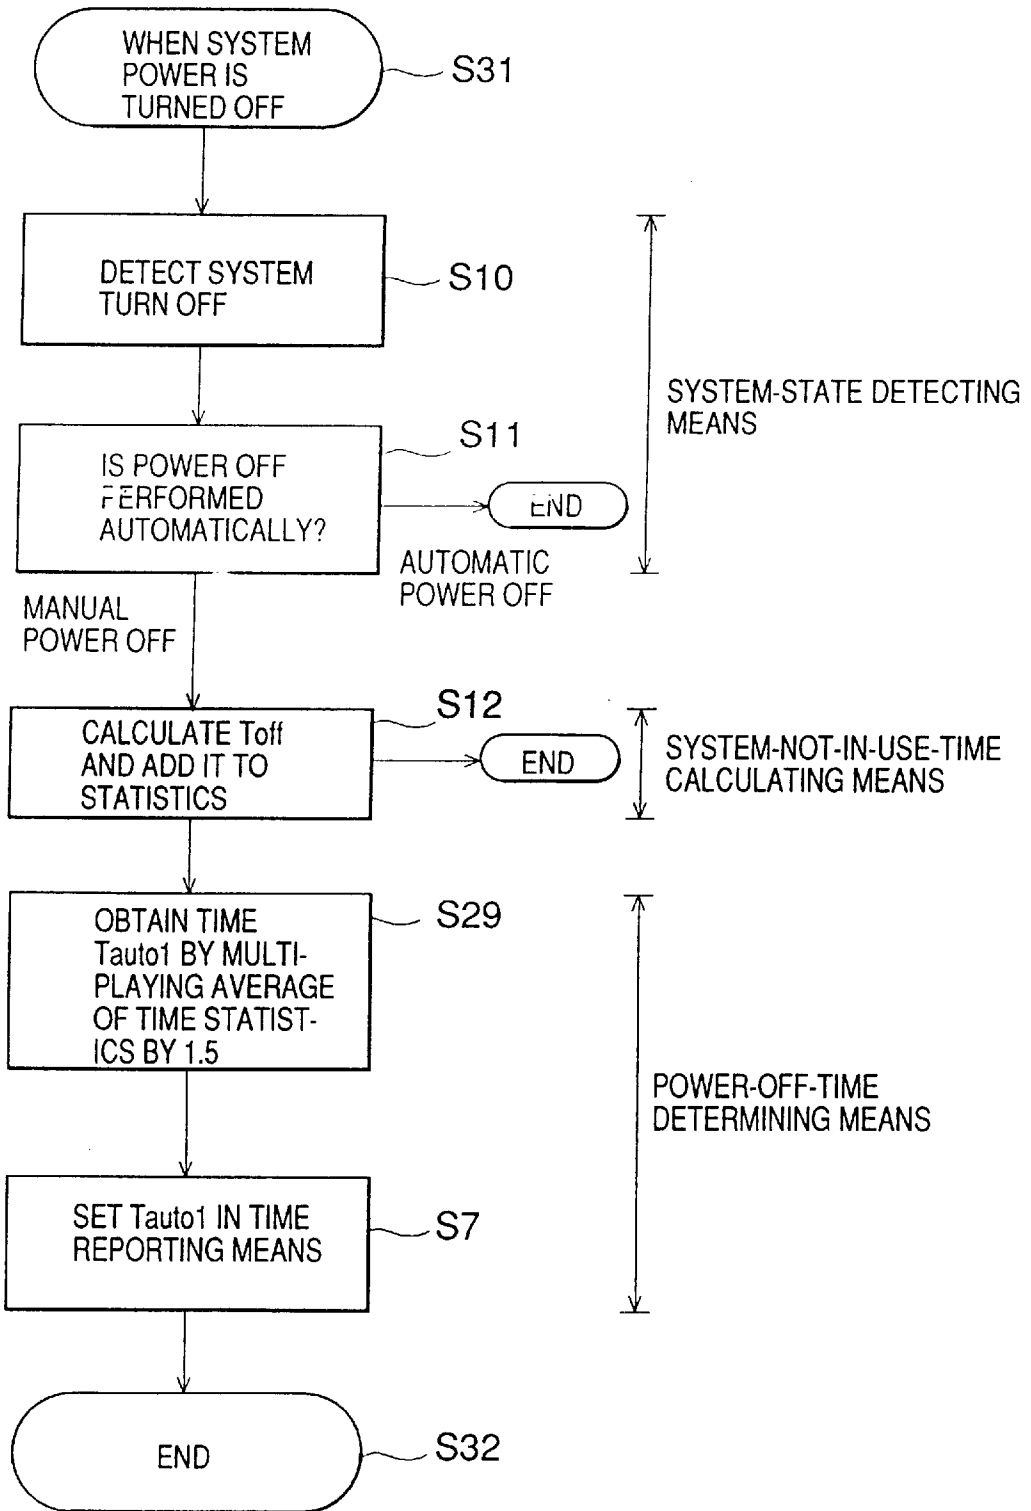 WHEN SYSTEM
POWER IS
TURNED OFF
S31
DETECT SYSTEM
TURN OFF
S10
SYSTEM-STATE DETECTING
MEANS
IS POWER OFF
PERFORMED
AUTOMATICALLY?
S11
END
AUTOMATIC
POWER OFF
MANUAL
POWER OFF
CALCULATE Toff
AND ADD IT TO
STATISTICS
S12
END
SYSTEM-NOT-IN-USE-TIME
CALCULATING MEANS
OBTAIN TIME
Tauto1 BY MULTI-
PLAYING AVERAGE
OF TIME STATIST-
ICS BY 1.5
S29
POWER-OFF-TIME
DETERMINING MEANS
SET Tauto1 IN TIME
REPORTING MEANS
S7
END
S32